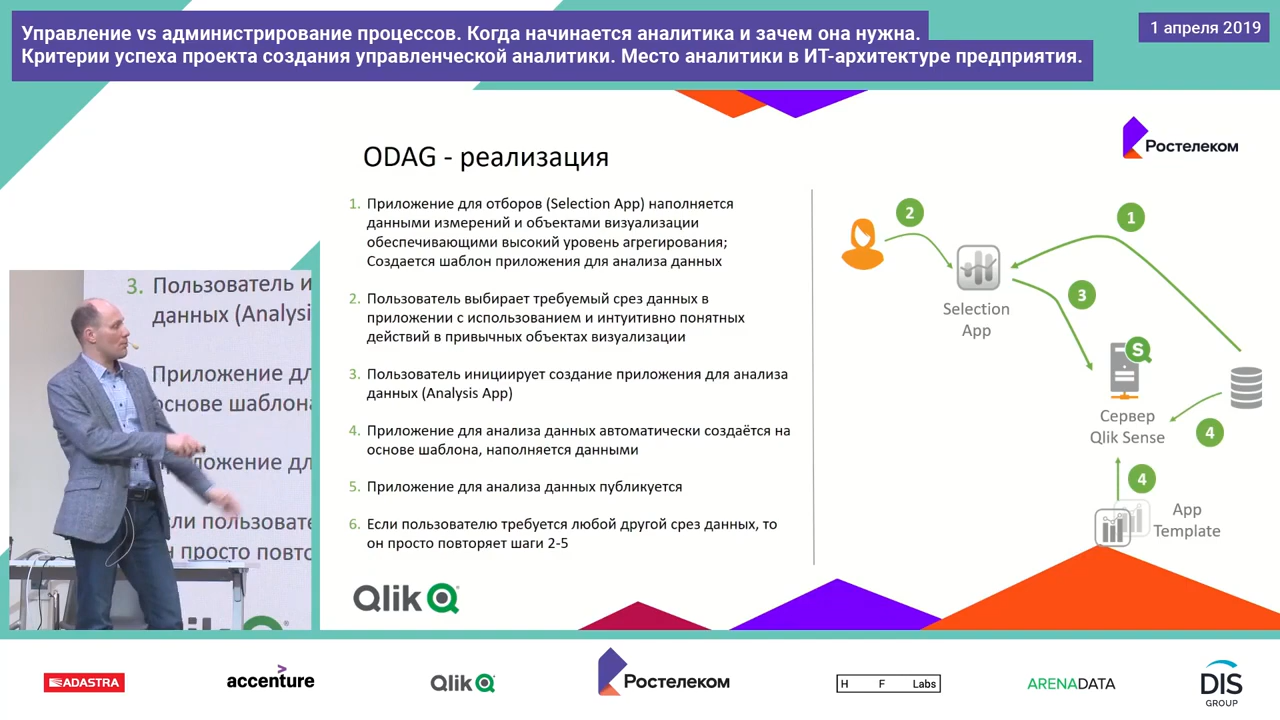 Управление vs администрирование процессов. Когда начинается аналитика и зачем она нужна.
Критерии успеха проекта создания управленческой аналитики. Место аналитики в ИТ-архитектуре предприятия.
1 апреля 2019
Ростелеком
ODAG - реализация
1. Приложение для отборов (Selection App) наполняется
данными измерений и объектами визуализации
обеспечивающими высокий уровень агрегирования;
Создается шаблон приложения для анализа данных
2. Пользователь выбирает требуемый срез данных в
приложении с использованием и интуитивно понятных
действий в привычных объектах визуализации
3. Пользователь инициирует создание приложения для анализа
данных (Analysis App)
4. Приложение для анализа данных автоматически создаётся на
основе шаблона, наполняется данными
5. Приложение для анализа данных публикуется
6. Если пользователю требуется любой другой срез данных, то
он просто повторяет шаги 2-5
Qlik
2
1
Selection
App
3
S
Сервер
Qlik Sense
4
4
App
Template
3. Пользователь и
данных (Analysi
Приложение дл
основе шаблона
ложение дл
сли пользовате
н просто повто
lik
ADASTRA
accenture
Qlik
Ростелеком
H F Labs
ARENADATA
DIS
GROUP